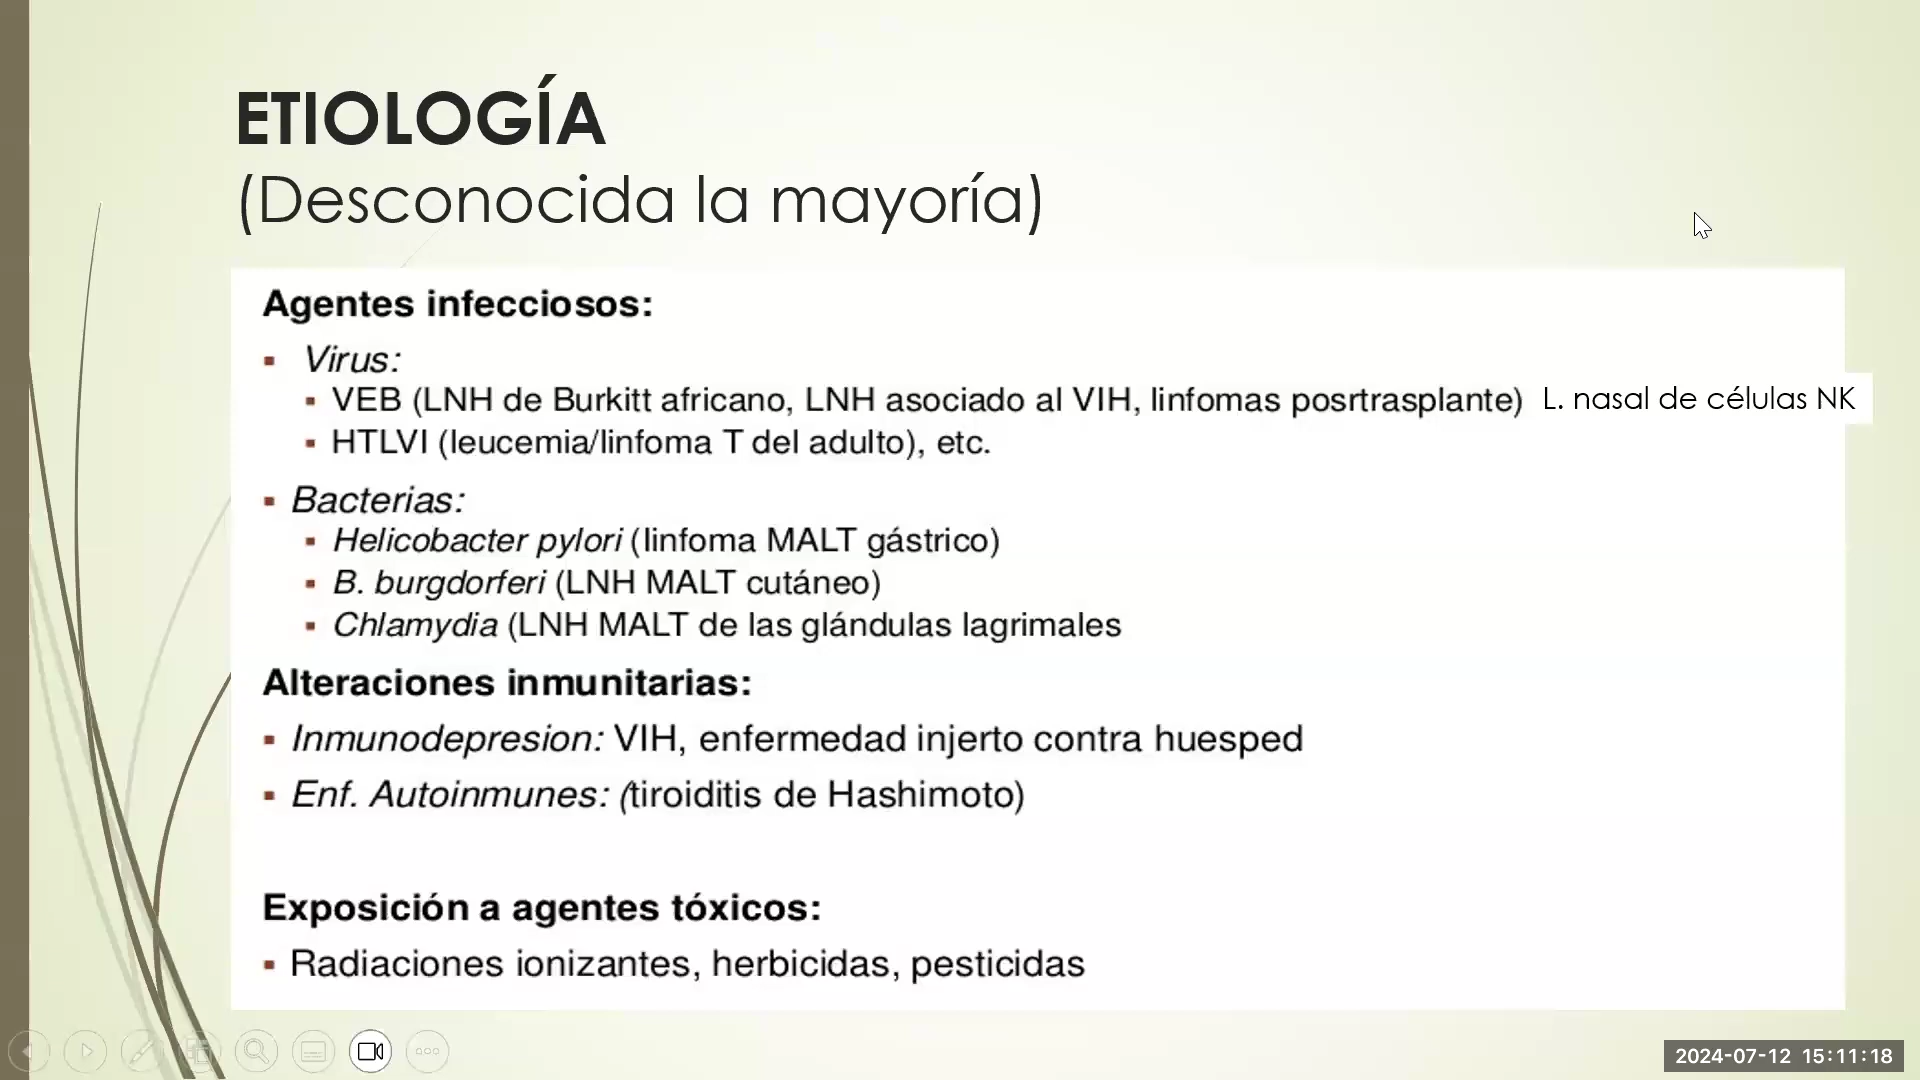 ETIOLOGÍA
(Desconocida la mayoría)
Agentes infecciosos:
▪ Virus:
▪ VEB (LNH de Burkitt africano, LNH asociado al VIH, linfomas posrtrasplante) L. nasal de células NK
▪ HTLVI (leucemia/linfoma T del adulto), etc.
▪ Bacterias:
▪ Helicobacter pylori (linfoma MALT gástrico)
▪ B. burgdorferi (LNH MALT cutáneo)
▪ Chlamydia (LNH MALT de las glándulas lagrimales
Alteraciones inmunitarias:
▪ Inmunodepresion: VIH, enfermedad injerto contra huesped
▪ Enf. Autoinmunes: (tiroiditis de Hashimoto)
Exposición a agentes tóxicos:
▪ Radiaciones ionizantes, herbicidas, pesticidas
2024-07-12 15:11:18